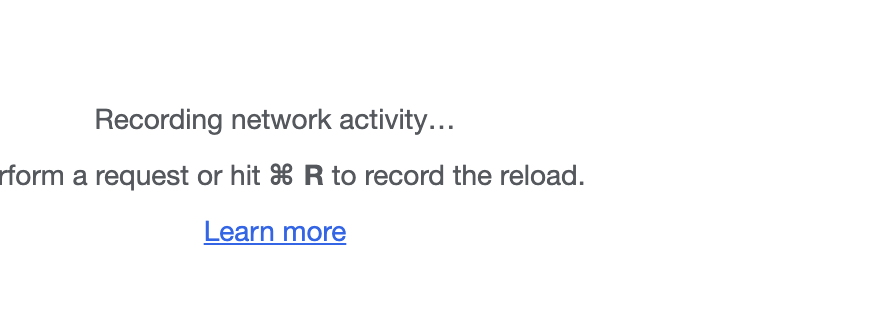 Recording network activity…
rform a request or hit ⌘ R to record the reload.
Learn more